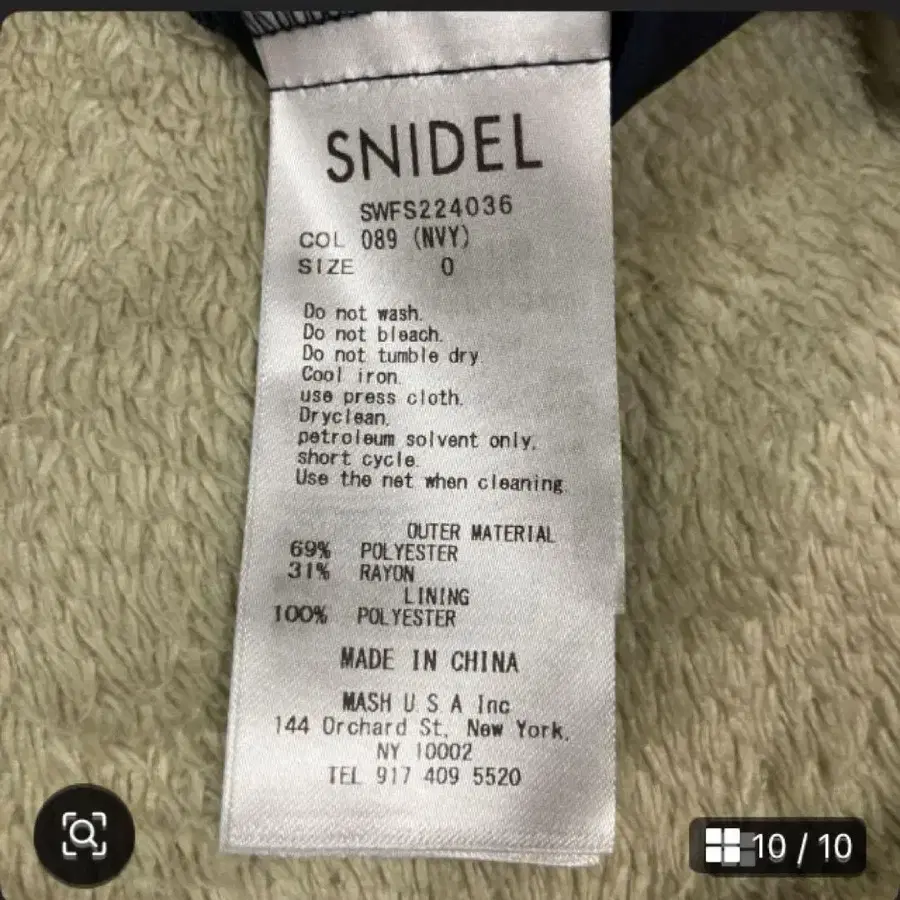 SNIDEL
SWFS224036
COL 089 (NVY)
SIZE 0
Do not wash.
Do not bleach.
Do not tumble dry
Cool iron.
use press cloth.
Dryclean.
petroleum solvent only.
short cycle.
Use the net when cleaning.
OUTER MATERIAL
69% POLYESTER
31% RAYON
LINING
100% POLYESTER
MADE IN CHINA
MASH U S A Inc
144 Orchard St, New York,
NY 10002
TEL 917 409 5520
10 / 10